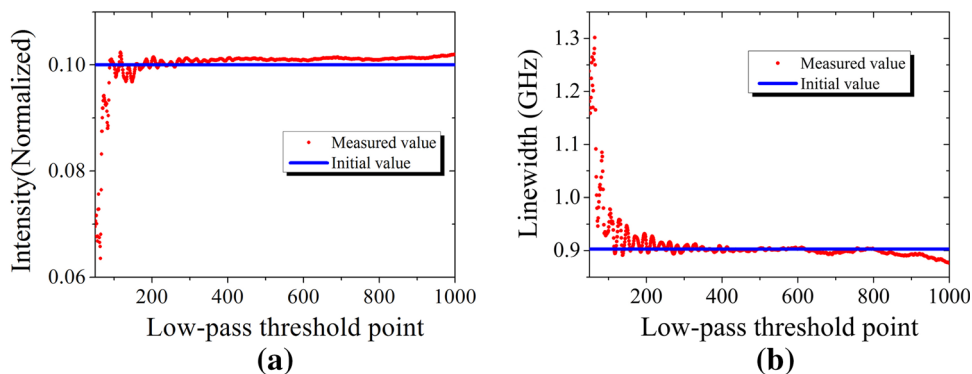 0.10
0.08
0.06
Intensity(Normalized)
Measured value
Initial value
200 400 600 800 1000
Low-pass threshold point
(a)
1.3
1.2
1.1
1.0
0.9
Linewidth (GHz)
Measured value
Initial value
200 400 600 800 1000
Low-pass threshold point
(b)